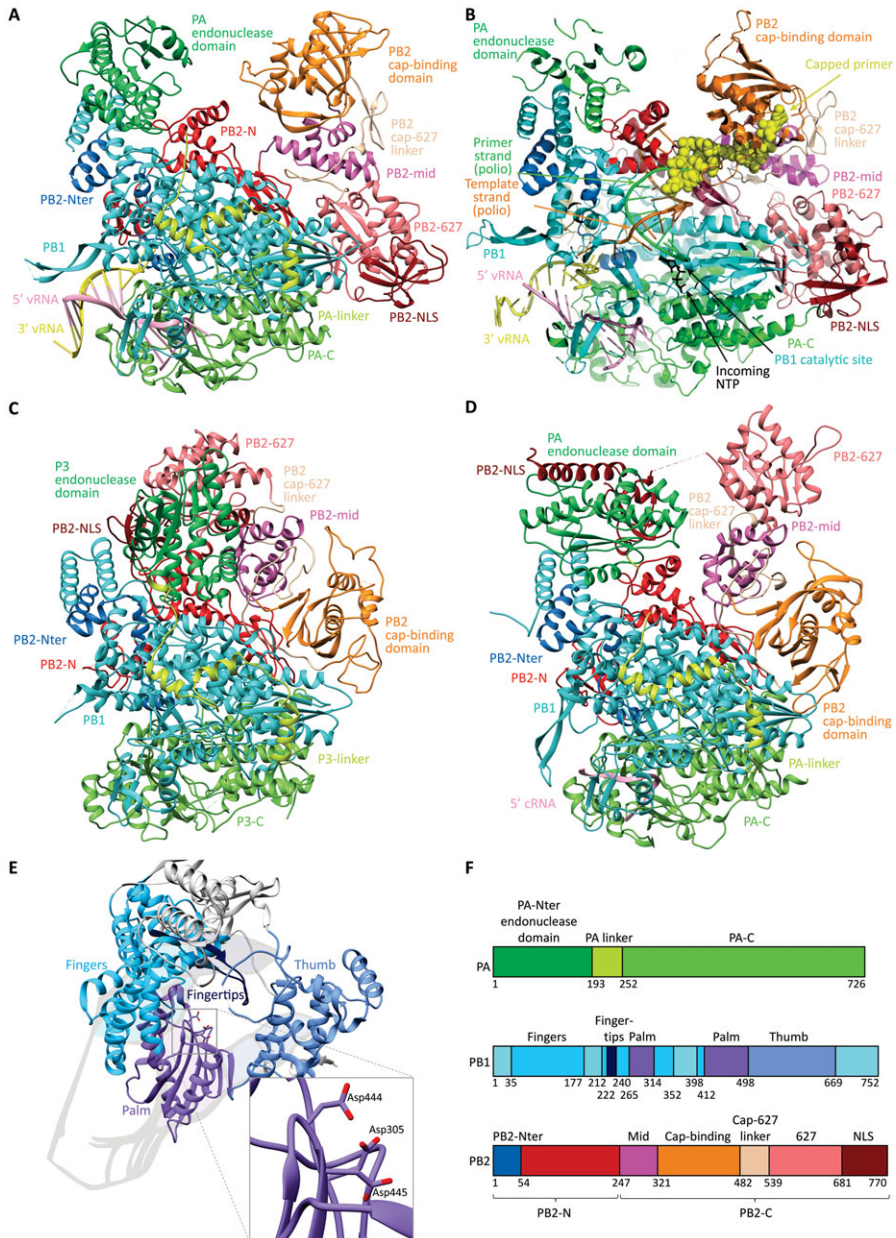 A
PA
endonuclease
domain
PB2
cap-binding
domain
PB2-N
PB2
cap-627
linker
PB2-mid
PB2-Nter
PB2-627
PB1
5′ vRNA
3′ vRNA
PA-linker
PB2-NLS
PA-C
B
PA
endonuclease
domain
PB2
cap-binding domain
Capped primer
PB2
cap-627
linker
Primer
strand
(polio)
PB2-mid
Template
strand
(polio)
PB2-627
PB1
5′ vRNA
3′ vRNA
PB2-NLS
PA-C
PB1 catalytic site
Incoming
NTP
C
PB2-627
P3
endonuclease
domain
PB2
cap-627
linker
PB2-NLS
PB2-mid
PB2-Nter
PB2
cap-binding
domain
PB2-N
PB1
P3-linker
P3-C
D
PA
endonuclease domain
PB2-NLS
PB2-627
PB2
cap-627
linker
PB2-mid
PB2-Nter
PB2-N
PB1
PB2
cap-binding
domain
PA-linker
5′ cRNA
PA-C
E
Fingers
Thumb
Fingertips
Palm
Asp444
Asp305
Asp445
F
PA-Nter
endonuclease
domain
PA linker
PA-C
PA
1 193 252 726
Finger-
tips
Fingers Palm Palm Thumb
PB1
1 35 177 212 240 314 398 498 669 752
222 265 352 412
Cap-627
PB2-Nter Mid Cap-binding linker 627 NLS
PB2
1 54 247 247 321 482 539 681 770
PB2-N PB2-C